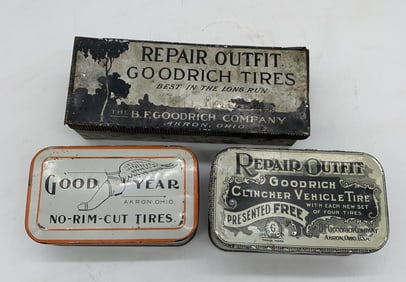 REPAIR OUTFIT
GOODRICH TIRES
BEST IN THE LONG RUN
THE B.F. GOODRICH COMPANY
AKRON, OHIO
GOOD YEAR
AKRON, OHIO.
NO-RIM-CUT TIRES.
REPAIR OUTFIT
GOODRICH
CLINCHER VEHICLE TIRE
PRESENTED FREE
WITH EACH NEW SET
OF FOUR TIRES.
G
THE B.F. GOODRICH COMPANY
AKRON, OHIO, U.S.A.
TRADE MARK